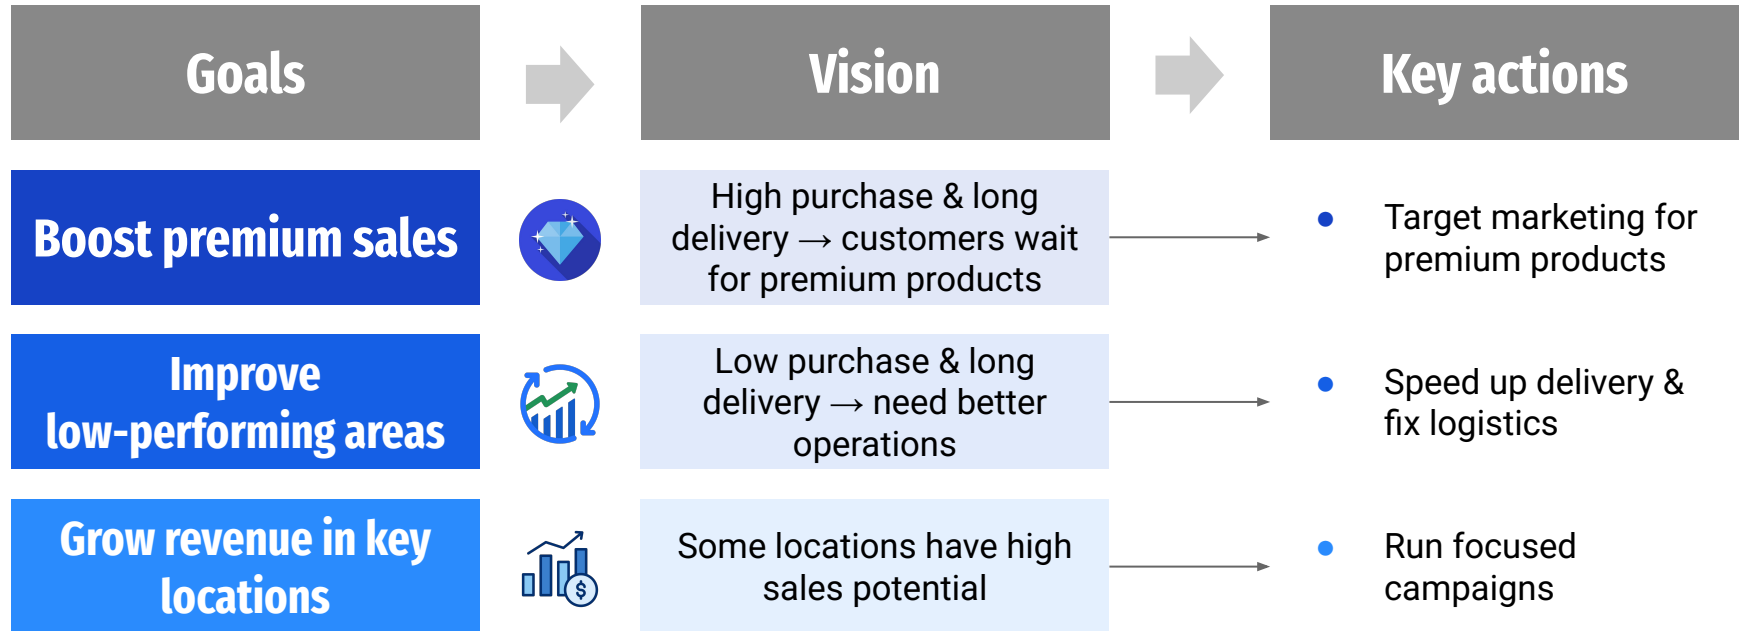 Goals
Vision
Key actions
Boost premium sales
High purchase & long
delivery → customers wait
for premium products
Target marketing for
premium products
Improve
low-performing areas
Low purchase & long
delivery → need better
operations
Speed up delivery &
fix logistics
Grow revenue in key
locations
$
Some locations have high
sales potential
Run focused
campaigns